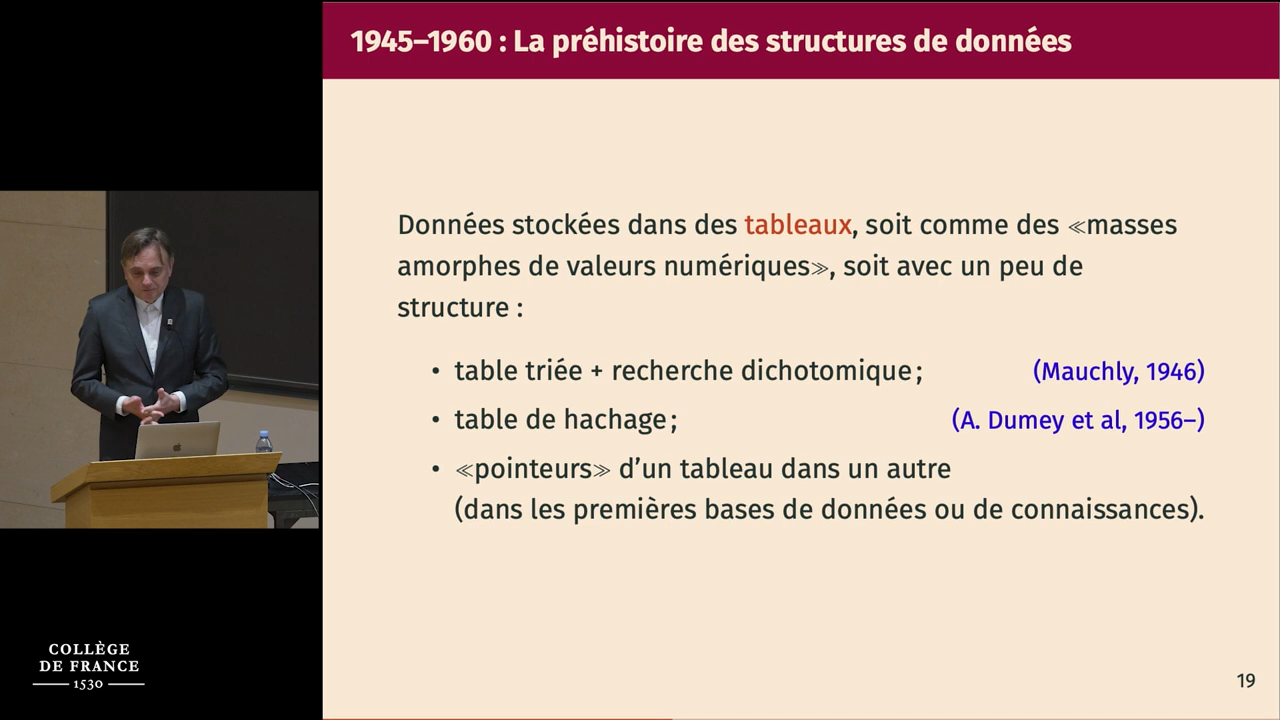 1945–1960 : La préhistoire des structures de données
Données stockées dans des tableaux, soit comme des «masses
amorphes de valeurs numériques», soit avec un peu de
structure :
• table triée + recherche dichotomique ; (Mauchly, 1946)
• table de hachage ; (A. Dumey et al, 1956–)
• «pointeurs» d’un tableau dans un autre
(dans les premières bases de données ou de connaissances).
COLLÈGE
DE FRANCE
1530
19